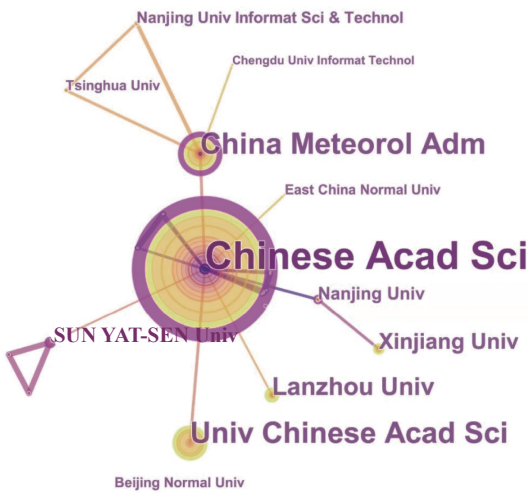 Nanjing Univ Informat Sci & Technol
Chengdu Univ Informat Technol
Tsinghua Univ
China Meteorol Adm
East China Normal Univ
Chinese Acad Sci
Nanjing Univ
SUN YAT-SEN Univ
Xinjiang Univ
Lanzhou Univ
Univ Chinese Acad Sci
Beijing Normal Univ